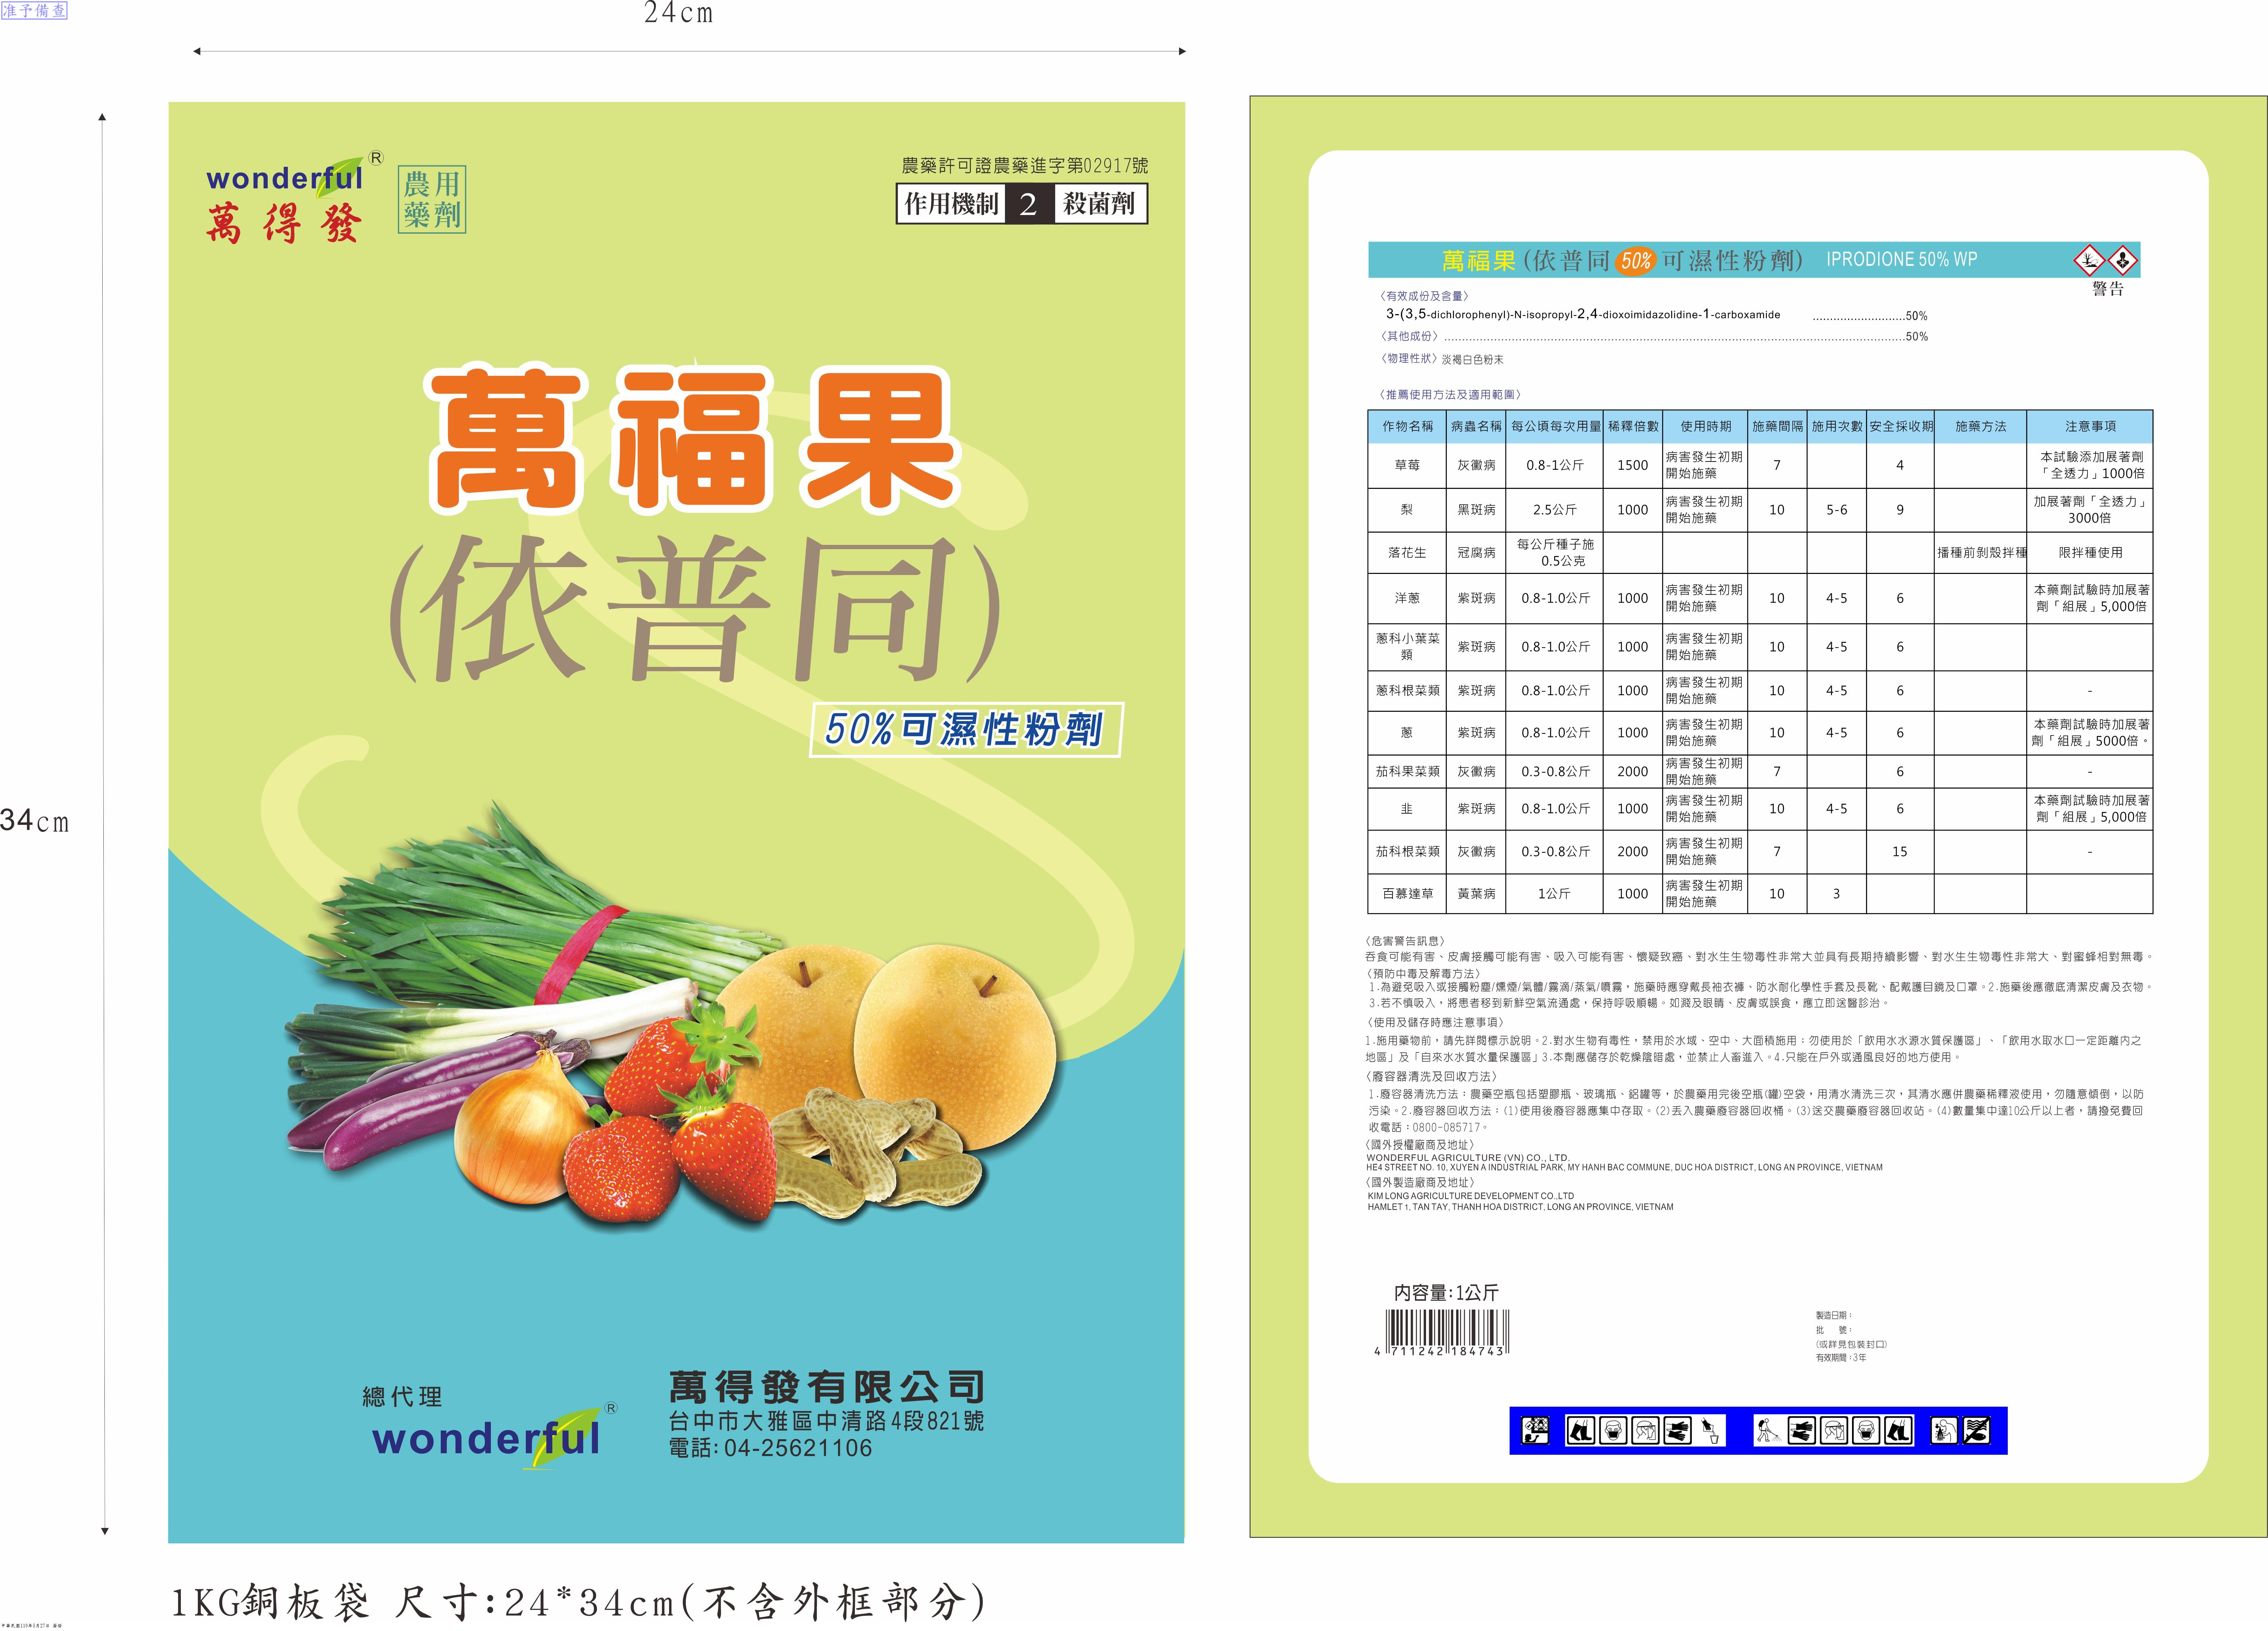 准予備查
24cm
34cm
wonderful®
萬得發
農用
藥劑
農藥許可證農藥進字第02917號
作用機制 2 殺菌劑
萬福果
(依普同)
50%可濕性粉劑
總代理
wonderful®
萬得發有限公司
台中市大雅區中清路4段821號
電話:04-25621106
1KG銅板袋 尺寸:24*34cm(不含外框部分)
萬福果(依普同50%可濕性粉劑) IPRODIONE 50% WP
警告
〈有效成份及含量〉
3-(3,5-dichlorophenyl)-N-isopropyl-2,4-dioxoimidazolidine-1-carboxamide ..........................50%
〈其他成份〉..........................50%
〈物理性狀〉淡褐白色粉末
〈推薦使用方法及適用範圍〉
作物名稱 病蟲名稱 每公頃每次用量 稀釋倍數 使用時期 施藥間隔 施用次數 安全採收期 施藥方法 注意事項
草莓 灰黴病 0.8-1公斤 1500 病害發生初期開始施藥 7 4 本試驗添加展著劑「全透力」1000倍
梨 黑斑病 2.5公斤 1000 病害發生初期開始施藥 10 5-6 9 加展著劑「全透力」3000倍
落花生 冠腐病 每公斤種子施0.5公克 播種前剝殼拌種 限拌種使用
洋蔥 紫斑病 0.8-1.0公斤 1000 病害發生初期開始施藥 10 4-5 6 本藥劑試驗時加展著劑「組展」5,000倍
蔥科小葉菜類 紫斑病 0.8-1.0公斤 1000 病害發生初期開始施藥 10 4-5 6
蔥科根菜類 紫斑病 0.8-1.0公斤 1000 病害發生初期開始施藥 10 4-5 6 -
蔥 紫斑病 0.8-1.0公斤 1000 病害發生初期開始施藥 10 4-5 6 本藥劑試驗時加展著劑「組展」5000倍。
茄科果菜類 灰黴病 0.3-0.8公斤 2000 病害發生初期開始施藥 7 6 -
韭 紫斑病 0.8-1.0公斤 1000 病害發生初期開始施藥 10 4-5 6 本藥劑試驗時加展著劑「組展」5,000倍
茄科根菜類 灰黴病 0.3-0.8公斤 2000 病害發生初期開始施藥 7 15 -
百慕達草 黃葉病 1公斤 1000 病害發生初期開始施藥 10 3
〈危害警告訊息〉
吞食可能有害、皮膚接觸可能有害、吸入可能有害、懷疑致癌、對水生生物毒性非常大並具有長期持續影響、對水生生物毒性非常大、對蜜蜂相對無毒。
〈預防中毒及解毒方法〉
1.為避免吸入或接觸粉塵/燻煙/氣體/霧滴/蒸氣/噴霧，施藥時應穿戴長袖衣褲、防水耐化學性手套及長靴、配戴護目鏡及口罩。2.施藥後應徹底清潔皮膚及衣物。
3.若不慎吸入，將患者移到新鮮空氣流通處，保持呼吸順暢。如濺及眼睛、皮膚或誤食，應立即送醫診治。
〈使用及儲存時應注意事項〉
1.施用藥物前，請先詳閱標示說明。2.對水生物有毒性，禁用於水域、空中、大面積施用；勿使用於「飲用水水源水質保護區」、「飲用水取水口一定距離內之
地區」及「自來水水質水量保護區」3.本劑應儲存於乾燥陰暗處，並禁止人畜進入。4.只能在戶外或通風良好的地方使用。
〈廢容器清洗及回收方法〉
1.廢容器清洗方法：農藥空瓶包括塑膠瓶、玻璃瓶、鋁罐等，於農藥用完後空瓶(罐)空袋，用清水清洗三次，其清水應併農藥稀釋液使用，勿隨意傾倒，以防
污染。2.廢容器回收方法：(1)使用後廢容器應集中存取。(2)丟入農藥廢容器回收桶。(3)送交農藥廢容器回收站。(4)數量集中達10公斤以上者，請撥免費回
收電話：0800-085717。
〈國外授權廠商及地址〉
WONDERFUL AGRICULTURE (VN) CO., LTD.
HE4 STREET NO. 10, XUYEN A INDUSTRIAL PARK, MY HANH BAC COMMUNE, DUC HOA DISTRICT, LONG AN PROVINCE, VIETNAM
〈國外製造廠商及地址〉
KIM LONG AGRICULTURE DEVELOPMENT CO.,LTD
HAMLET 1, TAN TAY, THANH HOA DISTRICT, LONG AN PROVINCE, VIETNAM
內容量:1公斤
4 711242 184743
製造日期：
批 號：
(或詳見包裝封口)
有效期間：3年